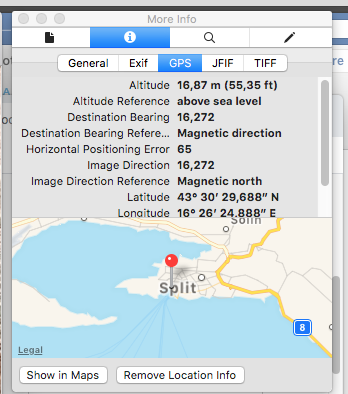 More Info
General Exif GPS JFIF TIFF
Altitude 16,87 m (55,35 ft)
Altitude Reference above sea level
Destination Bearing 16,272
Destination Bearing Refere... Magnetic direction
Horizontal Positioning Error 65
Image Direction 16,272
Image Direction Reference Magnetic north
Latitude 43° 30’ 29,688” N
Longitude 16° 26’ 24,888” E
Solin
Split
8
Legal
Show in Maps Remove Location Info